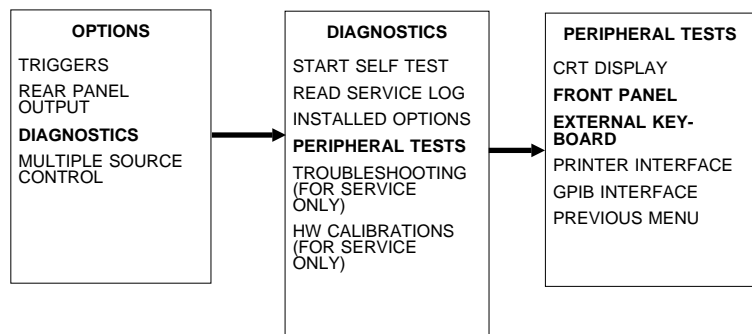 OPTIONS
TRIGGERS
REAR PANEL
OUTPUT
DIAGNOSTICS
MULTIPLE SOURCE
CONTROL
DIAGNOSTICS
START SELF TEST
READ SERVICE LOG
INSTALLED OPTIONS
PERIPHERAL TESTS
TROUBLESHOOTING
(FOR SERVICE
ONLY)
HW CALIBRATIONS
(FOR SERVICE
ONLY)
PERIPHERAL TESTS
CRT DISPLAY
FRONT PANEL
EXTERNAL KEY-
BOARD
PRINTER INTERFACE
GPIB INTERFACE
PREVIOUS MENU